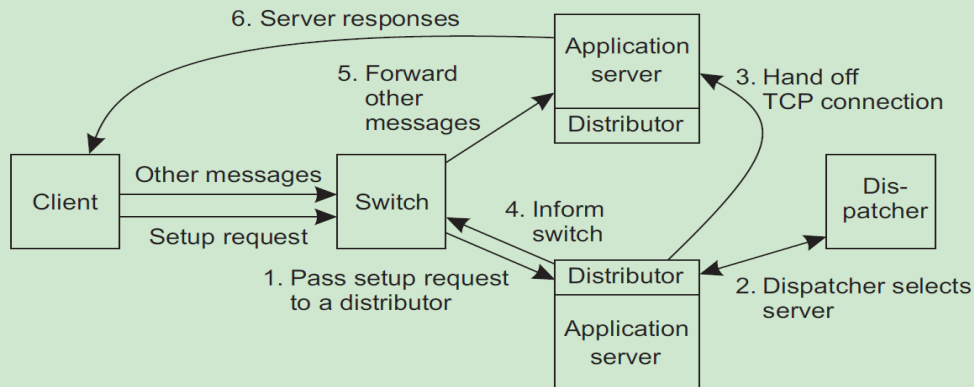 6. Server responses
Application
server
Distributor
5. Forward
other
messages
3. Hand off
TCP connection
Client
Other messages
Setup request
Switch
4. Inform
switch
Dis-
patcher
1. Pass setup request
to a distributor
Distributor
Application
server
2. Dispatcher selects
server